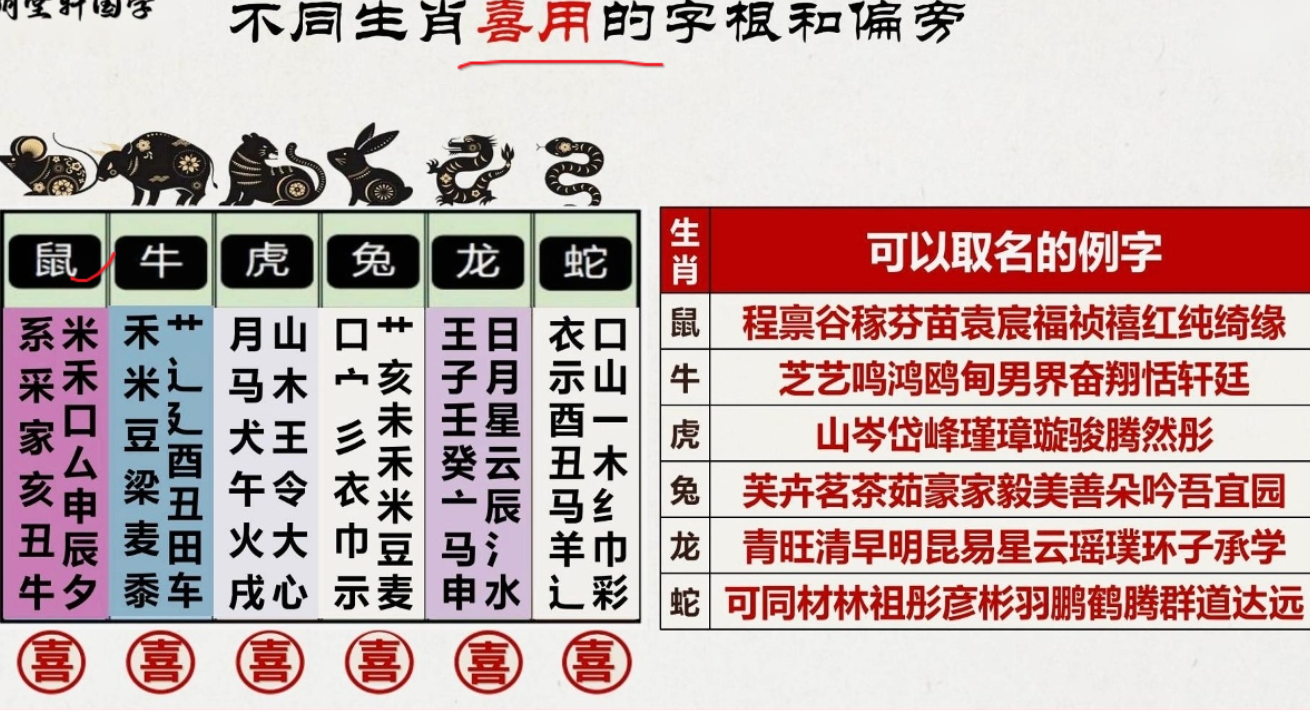 明堂轩国学
不同生肖喜用的字根和偏旁
鼠 牛 虎 兔 龙 蛇
系 米 禾 艹 月 山 口 艹 王 日 衣 口
采 禾 米 辶 马 木 宀 亥 子 月 示 山
家 口 豆 廴 犬 王 彡 未 壬 星 酉 一
亥 厶 梁 酉 午 令 衣 禾 癸 云 丑 木
丑 申 麦 丑 火 大 巾 米 亠 辰 马 纟
牛 辰 黍 田 戌 心 示 豆 马 氵 羊 巾
夕 车 麦 申 水 辶 彩
喜 喜 喜 喜 喜 喜
生肖 可以取名的例字
鼠 程禀谷稼芬苗袁宸福祯禧红纯绮缘
牛 芝艺鸣鸿鸥甸男界奋翔恬轩廷
虎 山岑岱峰瑾璋璇骏腾然彤
兔 芙卉茗茶茹豪家毅美善朵吟吾宜园
龙 青旺清早明昆易星云瑶璞环子承学
蛇 可同材林祖彤彦彬羽鹏鹤腾群道达远